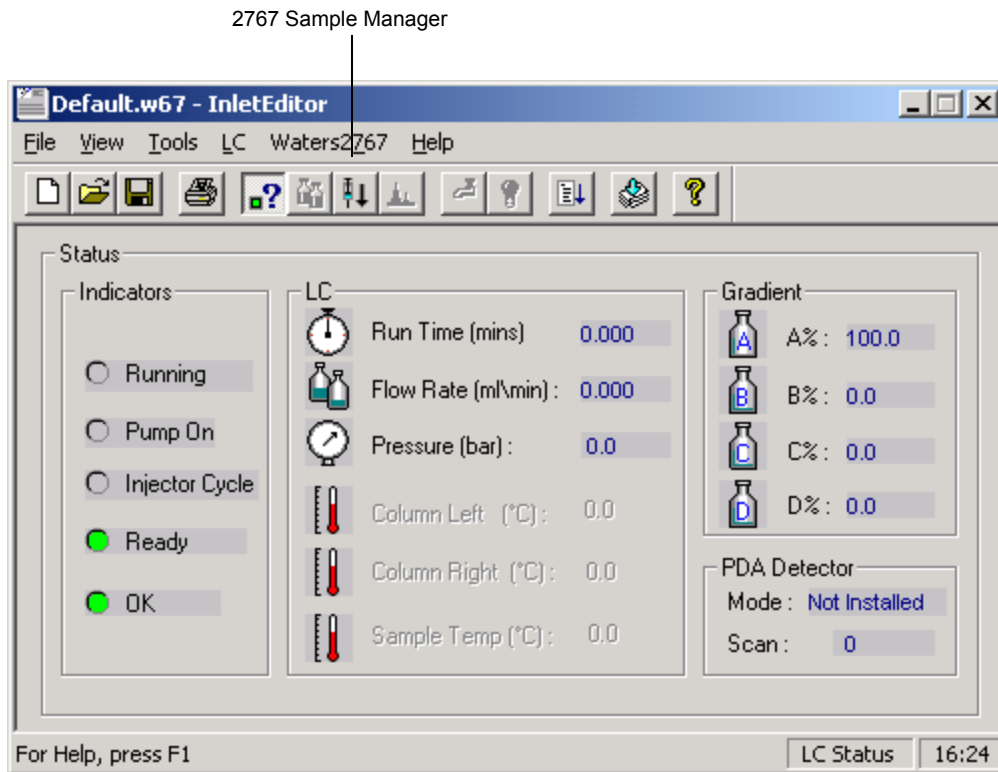 2767 Sample Manager
Default.w67 - InletEditor
File View Tools LC Waters2767 Help
Status
Indicators
Running
Pump On
Injector Cycle
Ready
OK
LC
Run Time (mins) 0.000
Flow Rate (ml\min) : 0.000
Pressure (bar) : 0.0
Column Left (°C) : 0.0
Column Right (°C) : 0.0
Sample Temp (°C) : 0.0
Gradient
A A% : 100.0
B B% : 0.0
C C% : 0.0
D D% : 0.0
PDA Detector
Mode : Not Installed
Scan : 0
For Help, press F1
LC Status 16:24